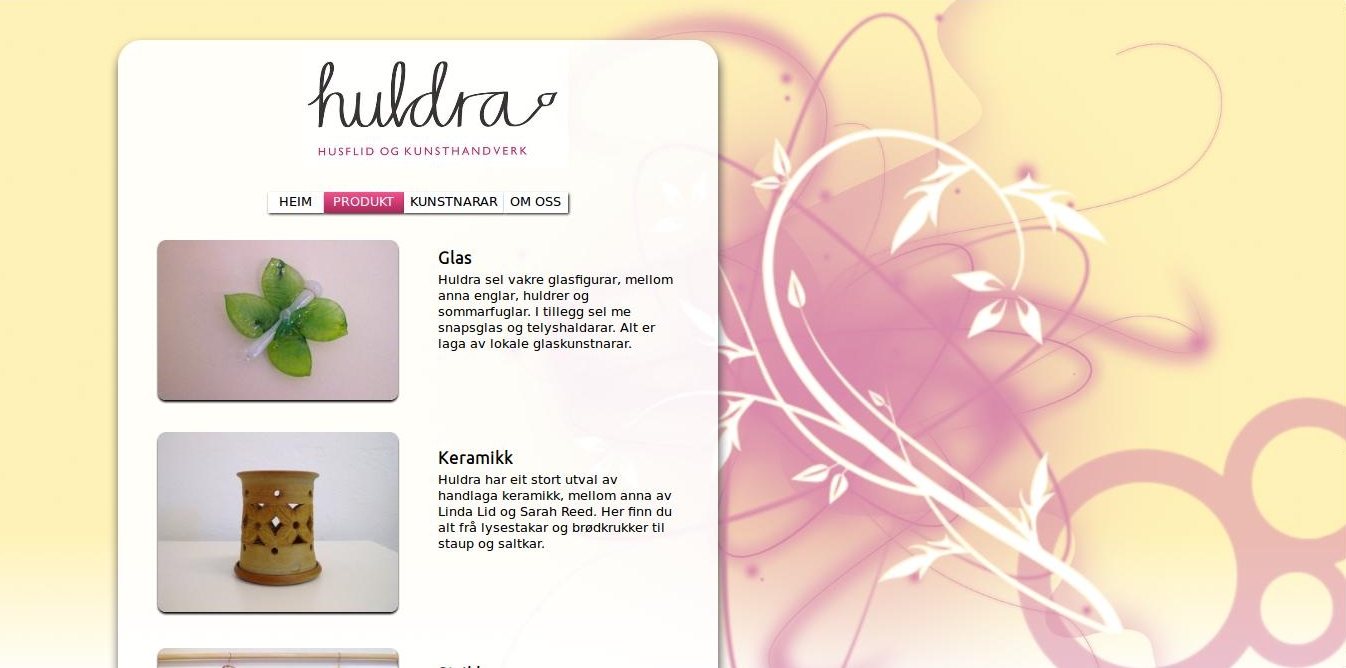 huldra
HUSFLID OG KUNSTHANDVERK
HEIM PRODUKT KUNSTNARAR OM OSS
Glas
Huldra sel vakre glasfigurar, mellom
anna englar, huldrer og
sommarfuglar. I tillegg sel me
snapsglas og telyshaldarar. Alt er
laga av lokale glaskunstnarar.
Keramikk
Huldra har eit stort utval av
handlaga keramikk, mellom anna av
Linda Lid og Sarah Reed. Her finn du
alt frå lysestakar og brødkrukker til
staup og saltkar.